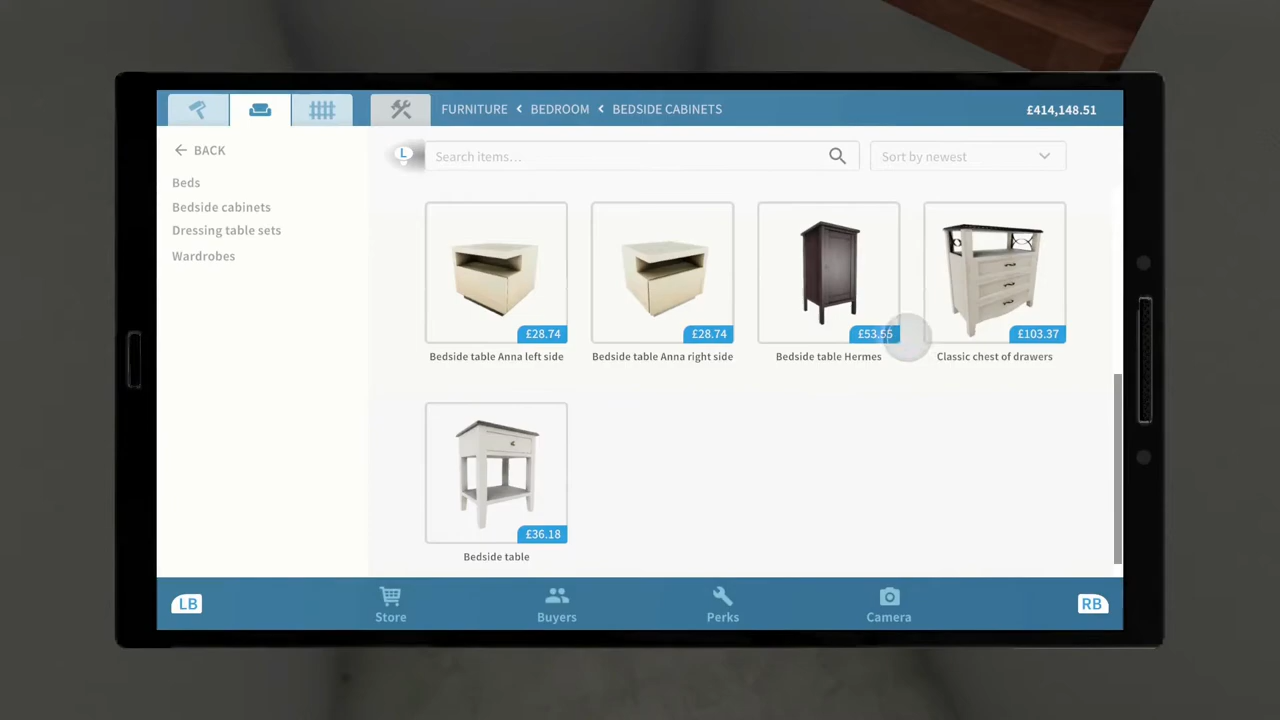 FURNITURE < BEDROOM < BEDSIDE CABINETS
£414,148.51
BACK
Beds
Bedside cabinets
Dressing table sets
Wardrobes
L
Search items...
Sort by newest
£28.74
£28.74
£53.55
£103.37
Bedside table Anna left side
Bedside table Anna right side
Bedside table Hermes
Classic chest of drawers
£36.18
Bedside table
LB
Store
Buyers
Perks
Camera
RB